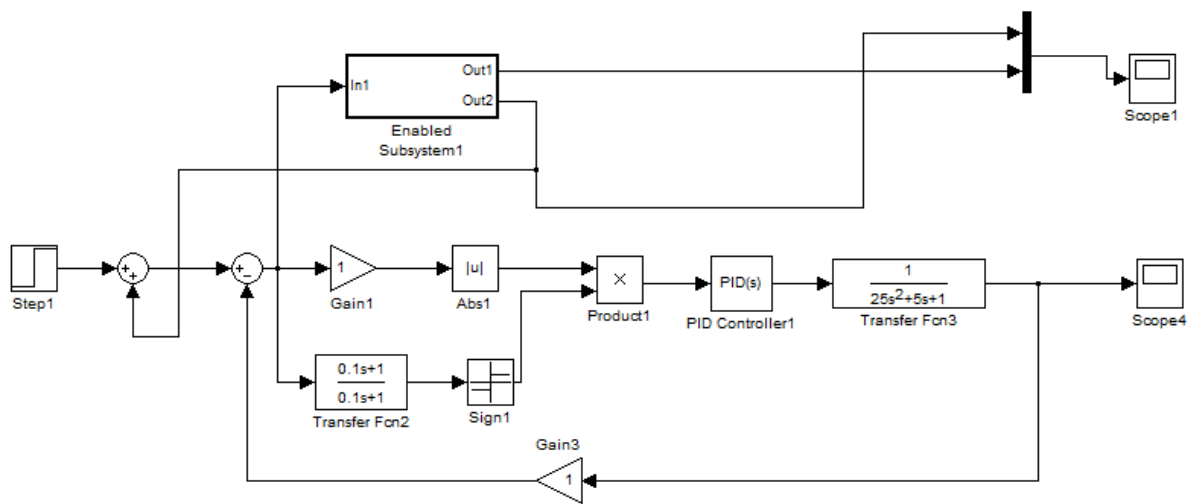 In1
Out1
Out2
Enabled
Subsystem1
Scope1
Step1
+
+
+
−
1
Gain1
|u|
Abs1
×
Product1
PID(s)
PID Controller1
1
25s²+5s+1
Transfer Fcn3
Scope4
0.1s+1
0.1s+1
Transfer Fcn2
Sign1
Gain3
1